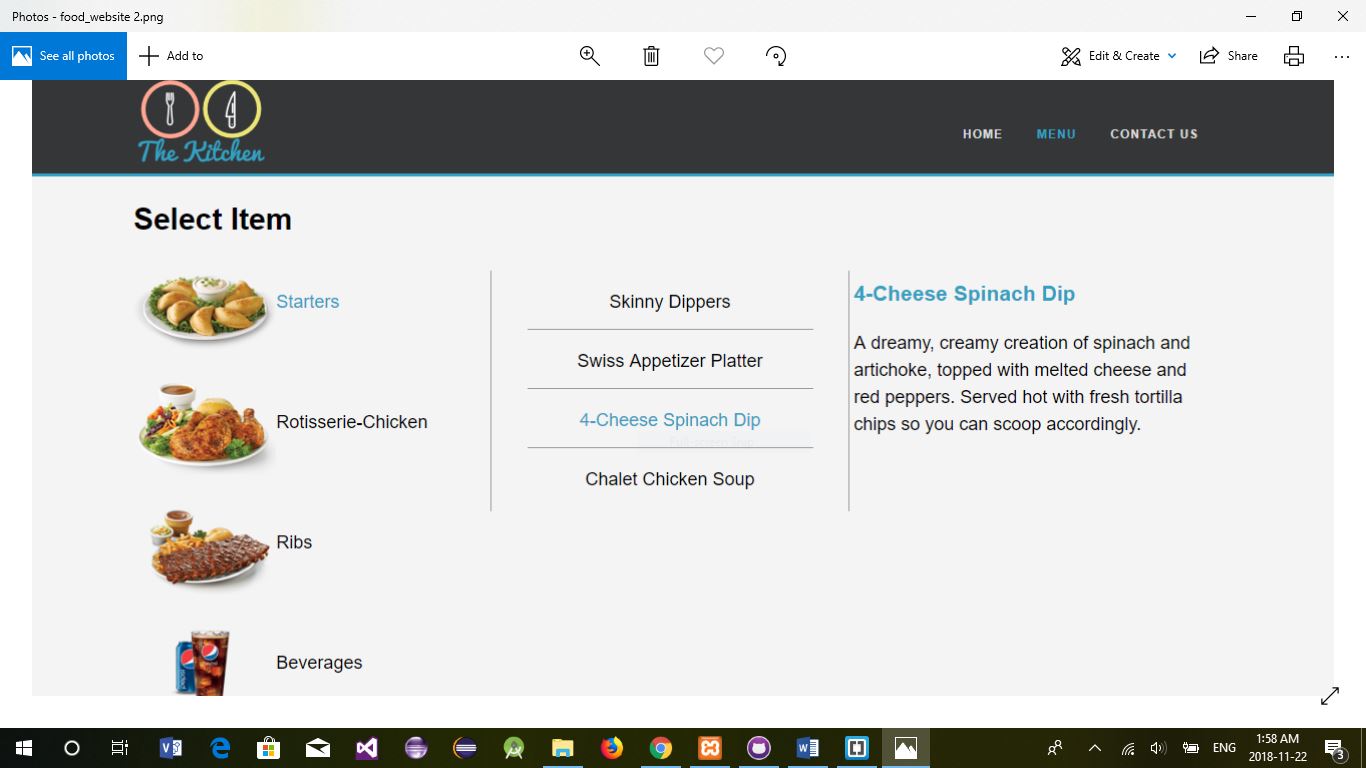 Photos - food_website 2.png
See all photos
Add to
Edit & Create
Share
The Kitchen
HOME
MENU
CONTACT US
Select Item
Starters
Rotisserie-Chicken
Ribs
Beverages
Skinny Dippers
Swiss Appetizer Platter
4-Cheese Spinach Dip
Full-screen Snip
Chalet Chicken Soup
4-Cheese Spinach Dip
A dreamy, creamy creation of spinach and
artichoke, topped with melted cheese and
red peppers. Served hot with fresh tortilla
chips so you can scoop accordingly.
ENG
1:58 AM
2018-11-22
3